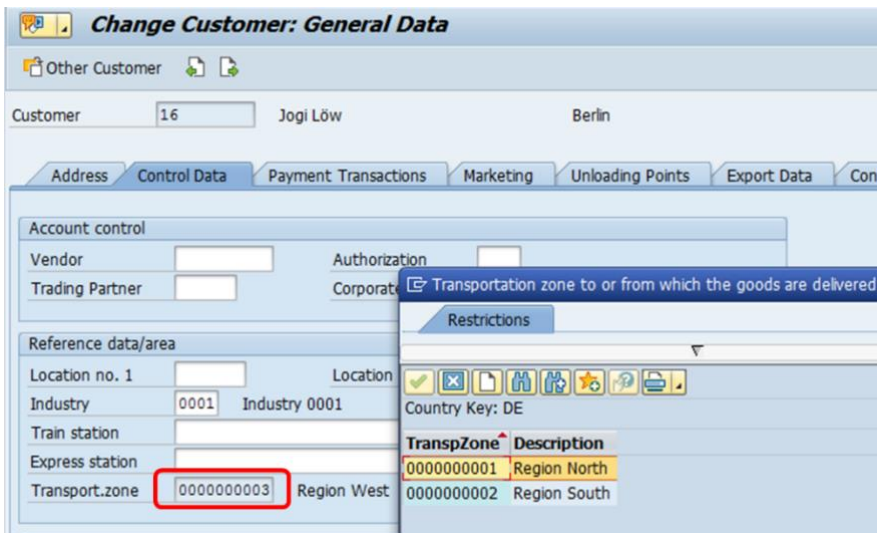 Change Customer: General Data
Other Customer
Customer 16 Jogi Löw Berlin
Address Control Data Payment Transactions Marketing Unloading Points Export Data Con
Account control
Vendor Authorization
Trading Partner Corporate
Reference data/area
Location no. 1 Location
Industry 0001 Industry 0001
Train station
Express station
Transport.zone 0000000003 Region West
Transportation zone to or from which the goods are delivered
Restrictions
Country Key: DE
TranspZone Description
0000000001 Region North
0000000002 Region South